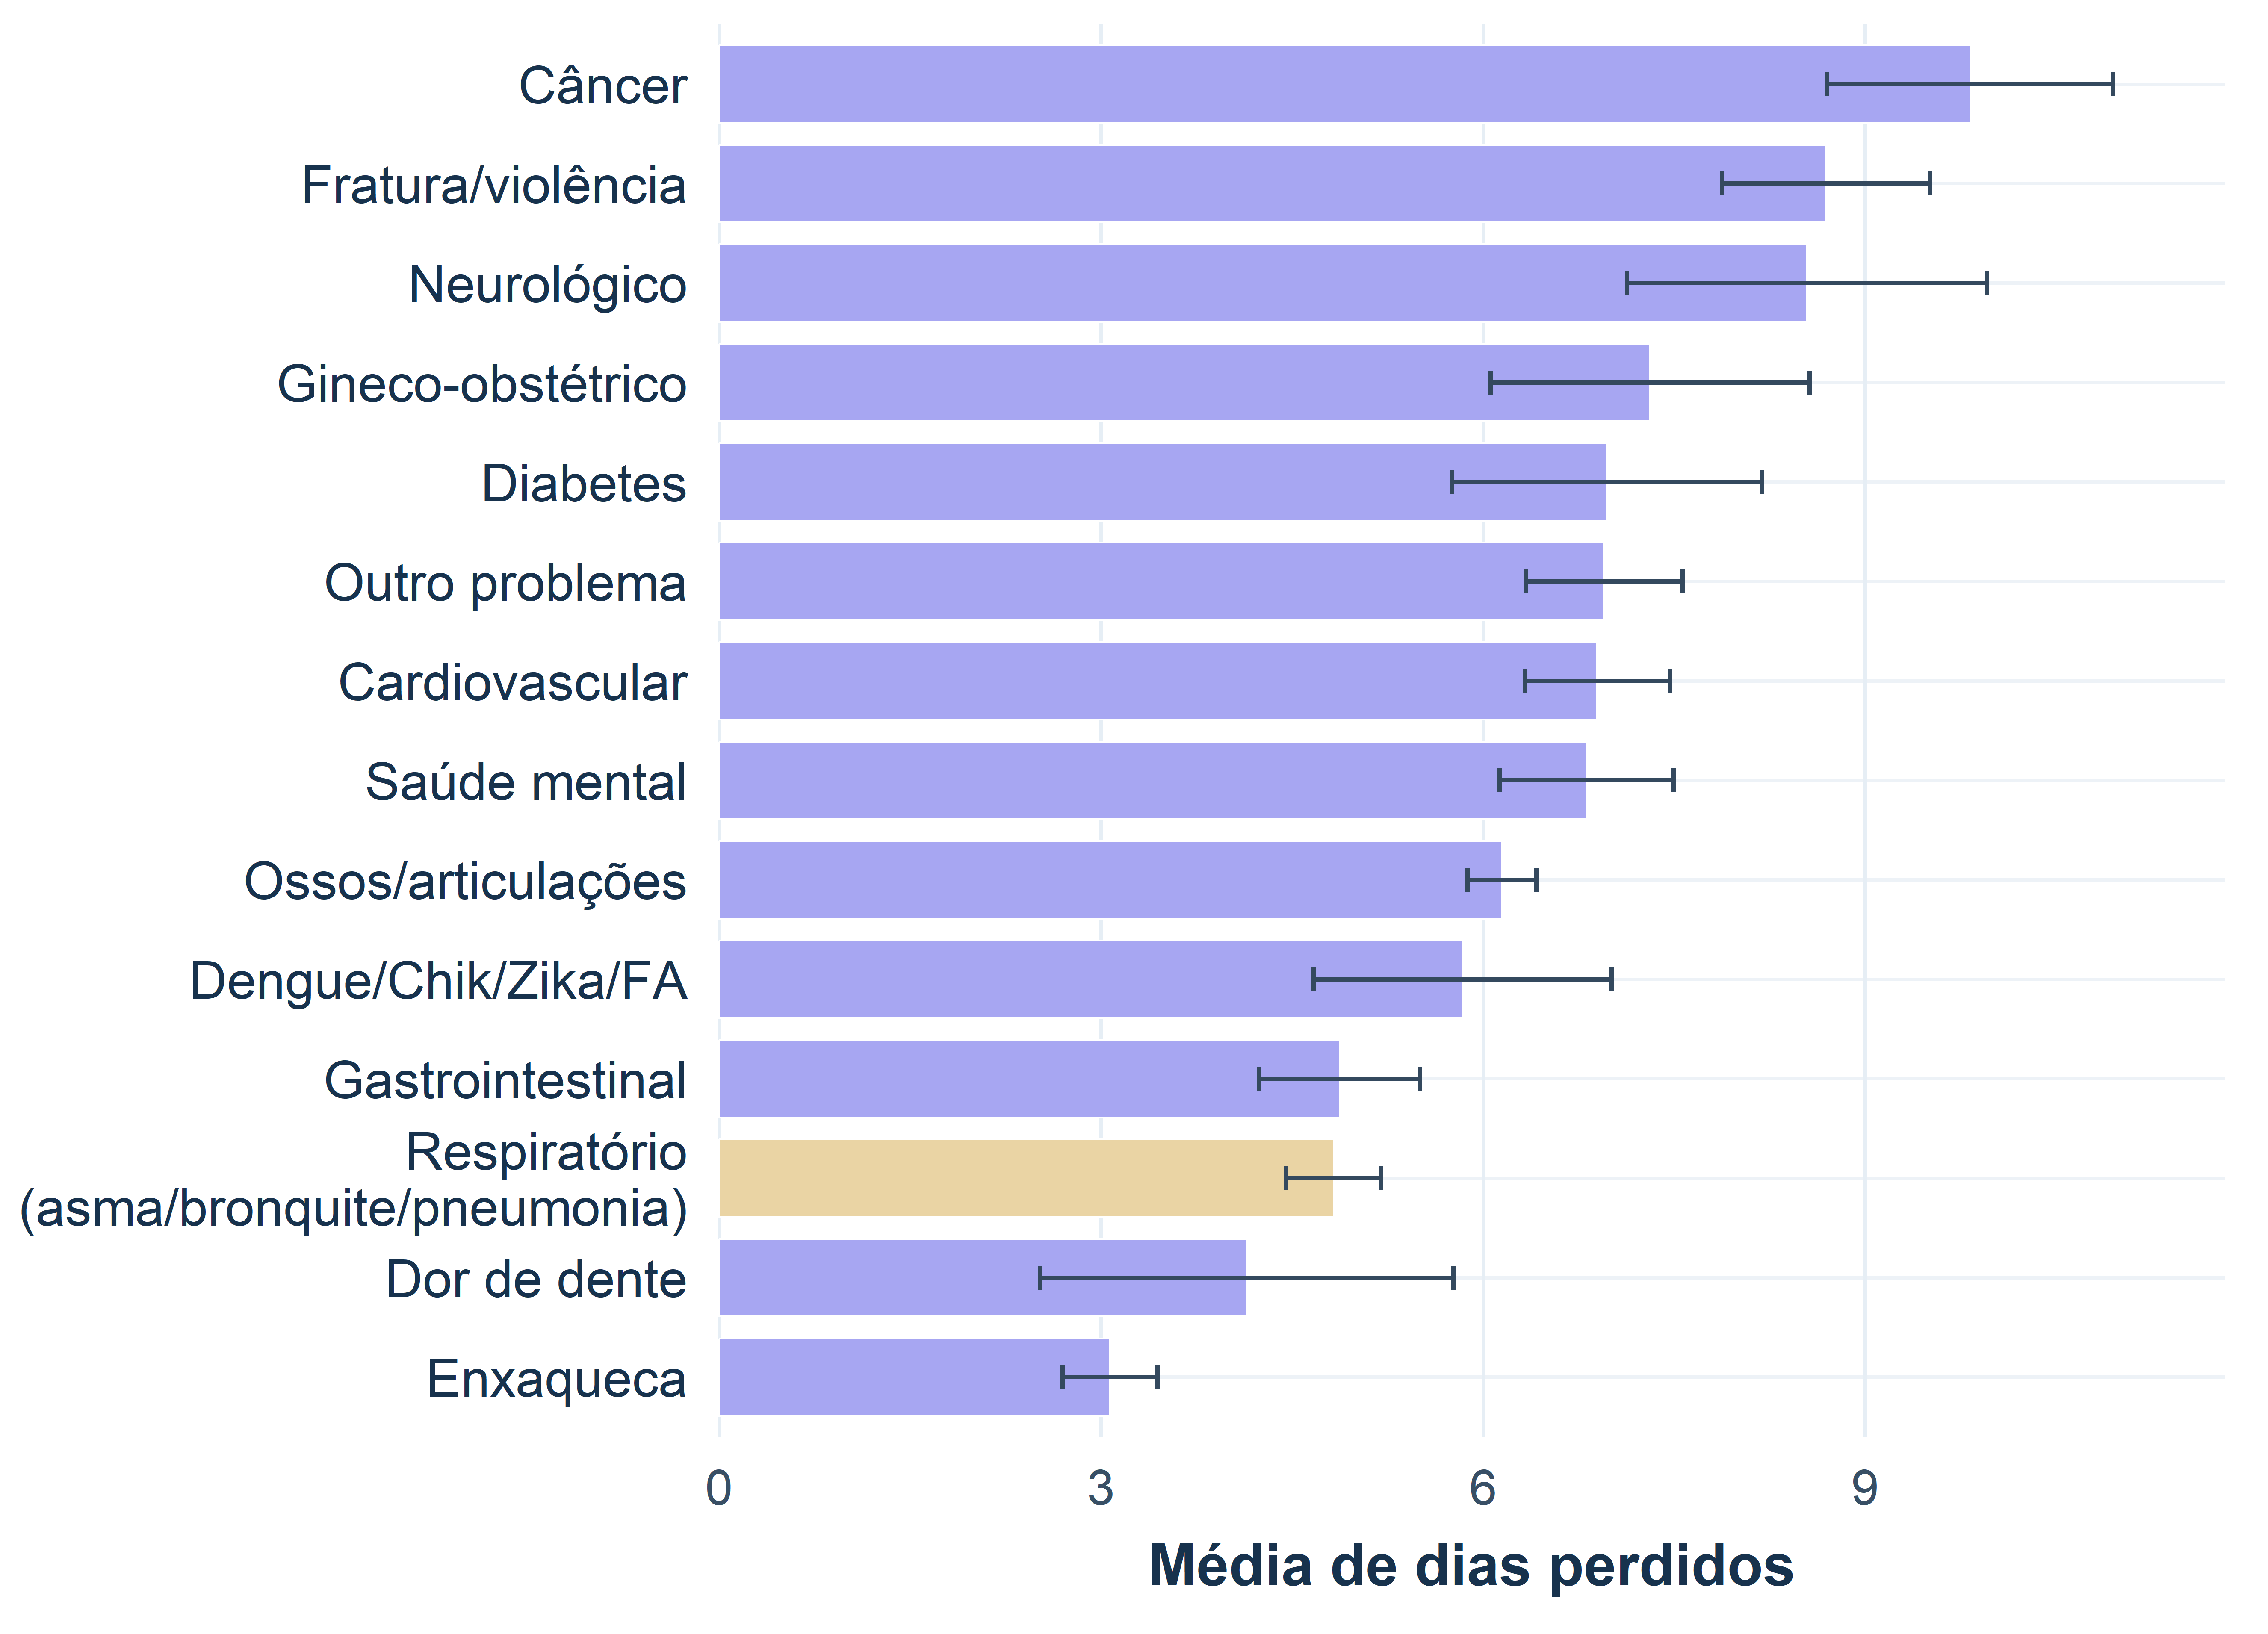 Câncer
Fratura/violência
Neurológico
Gineco-obstétrico
Diabetes
Outro problema
Cardiovascular
Saúde mental
Ossos/articulações
Dengue/Chik/Zika/FA
Gastrointestinal
Respiratório
(asma/bronquite/pneumonia)
Dor de dente
Enxaqueca
0 3 6 9
Média de dias perdidos